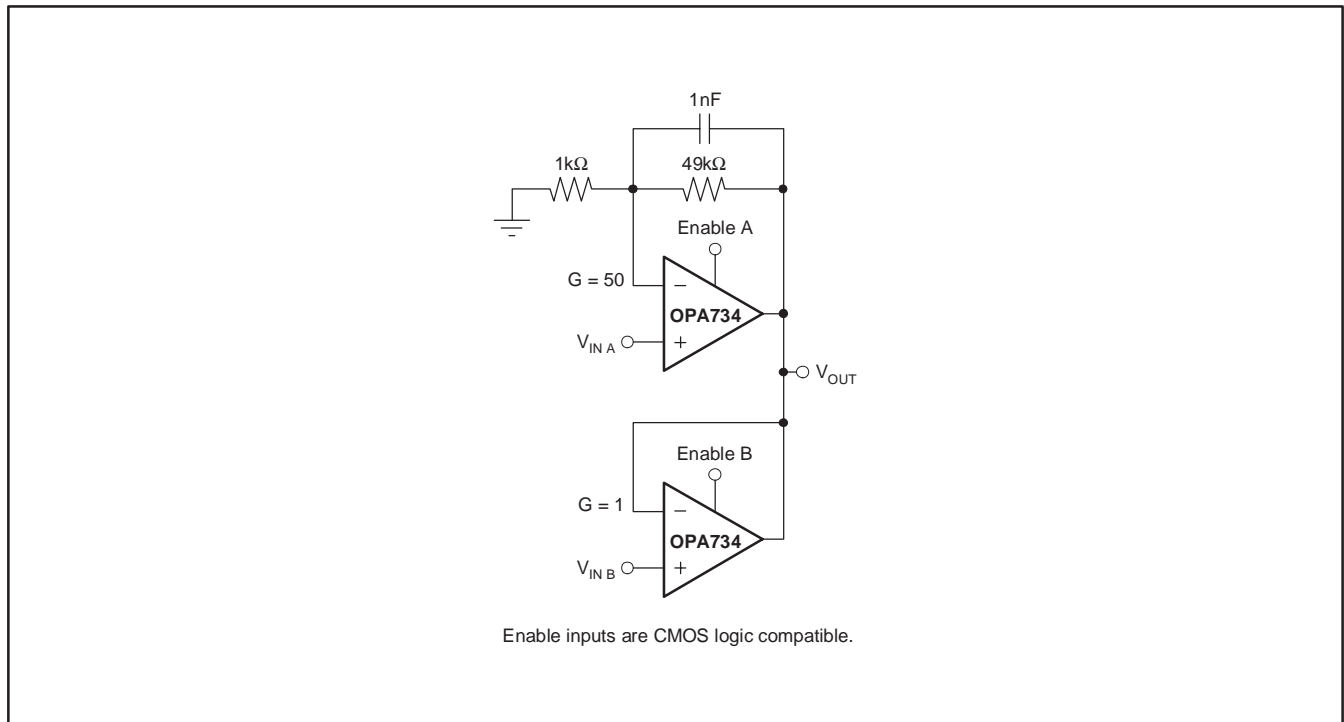 1nF
1kΩ
49kΩ
Enable A
G = 50
−
OPA734
V_IN A
+
V_OUT
Enable B
G = 1
−
OPA734
V_IN B
+
Enable inputs are CMOS logic compatible.